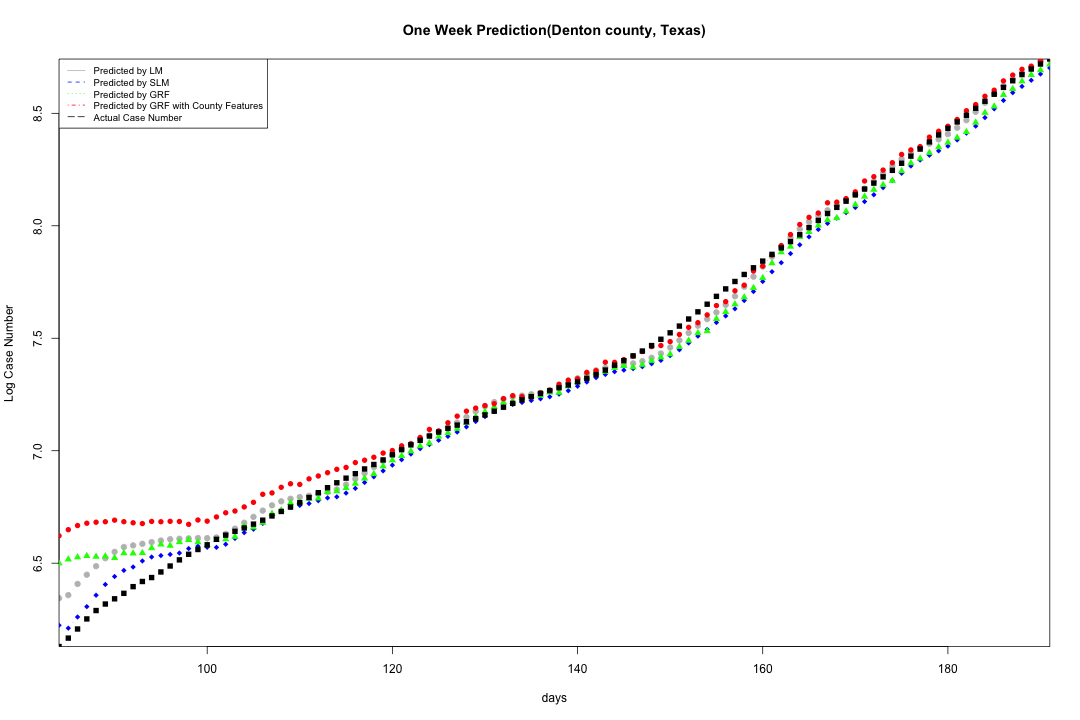 One Week Prediction(Denton county, Texas)
Predicted by LM
Predicted by SLM
Predicted by GRF
Predicted by GRF with County Features
Actual Case Number
8.5
8.0
7.5
7.0
6.5
Log Case Number
100 120 140 160 180
days